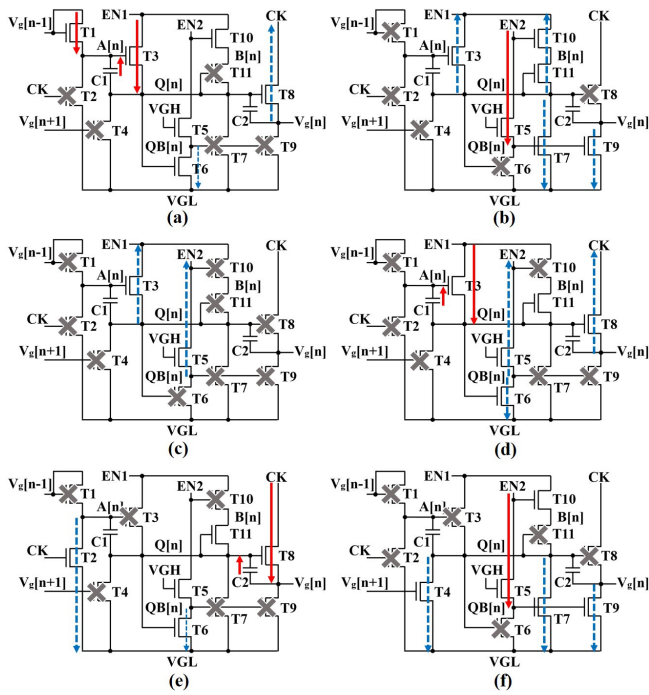 EN1 CK
Vg[n-1] T1 EN2
A[n] T10
T3 B[n]
C1 T11
CK T2 Q[n] T8
VGH C2
Vg[n+1] T4 T5 Vg[n]
QB[n] T7 T9
T6
VGL
(a)
EN1 CK
Vg[n-1] T1 EN2
A[n] T10
T3 B[n]
C1 T11
CK T2 Q[n] T8
VGH C2
Vg[n+1] T4 T5 Vg[n]
QB[n] T7 T9
T6
VGL
(b)
EN1 CK
Vg[n-1] T1 EN2
A[n] T10
T3 B[n]
C1 T11
CK T2 Q[n] T8
VGH C2
Vg[n+1] T4 T5 Vg[n]
QB[n] T7 T9
T6
VGL
(c)
EN1 CK
Vg[n-1] T1 EN2
A[n] T10
T3 B[n]
C1 T11
CK T2 Q[n] T8
VGH C2
Vg[n+1] T4 T5 Vg[n]
QB[n] T7 T9
T6
VGL
(d)
EN1 CK
Vg[n-1] T1 EN2
A[n] T10
T3 B[n]
C1 T11
CK T2 Q[n] T8
VGH C2
Vg[n+1] T4 T5 Vg[n]
QB[n] T7 T9
T6
VGL
(e)
EN1 CK
Vg[n-1] T1 EN2
A[n] T10
T3 B[n]
C1 T11
CK T2 Q[n] T8
VGH C2
Vg[n+1] T4 T5 Vg[n]
QB[n] T7 T9
T6
VGL
(f)